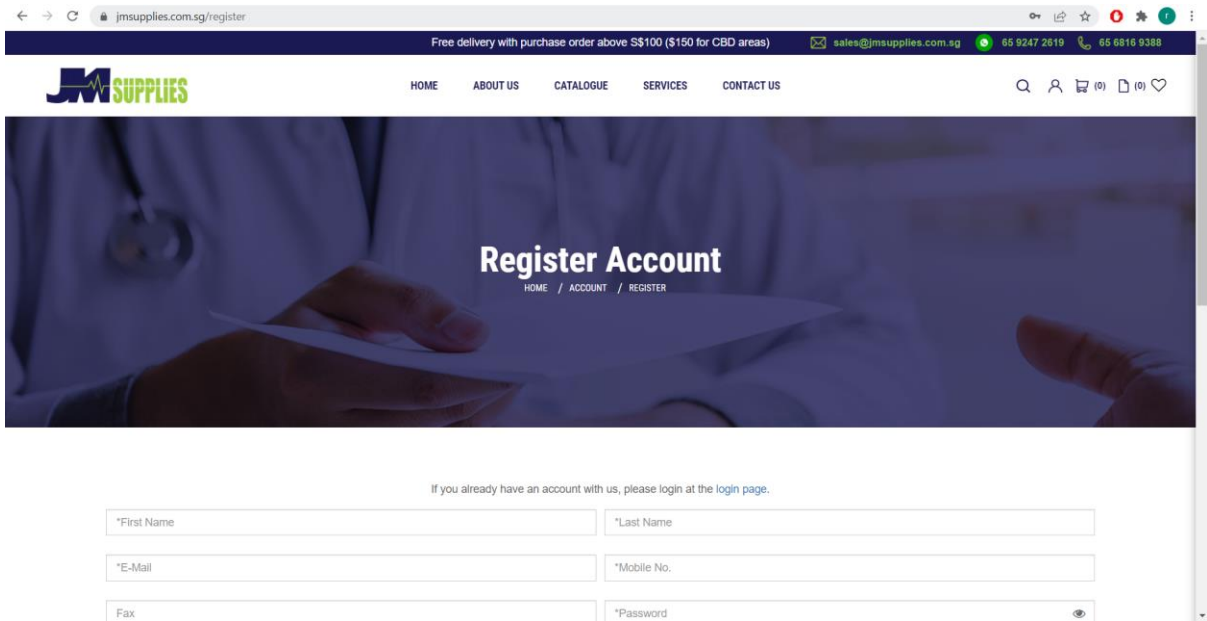 jmsupplies.com.sg/register
r
Free delivery with purchase order above S$100 ($150 for CBD areas) sales@jmsupplies.com.sg 65 9247 2619 65 6816 9388
JM SUPPLIES HOME ABOUT US CATALOGUE SERVICES CONTACT US (0) (0)
Register Account
HOME / ACCOUNT / REGISTER
If you already have an account with us, please login at the login page.
*First Name *Last Name
*E-Mail *Mobile No.
Fax *Password